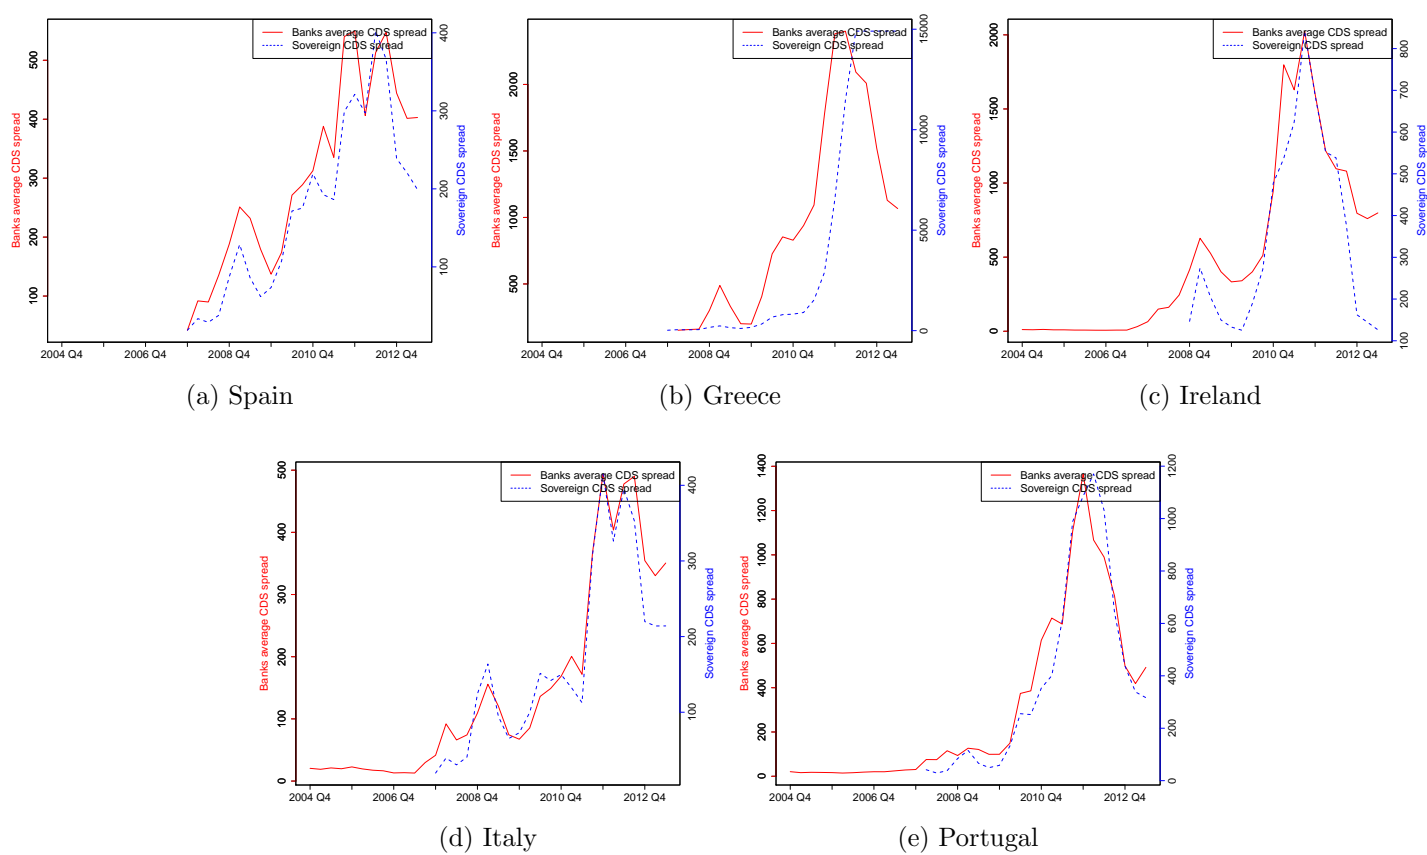 Banks average CDS spread
Sovereign CDS spread
Banks average CDS spread
100 200 300 400 500
Sovereign CDS spread
100 200 300 400
2004 Q4 2006 Q4 2008 Q4 2010 Q4 2012 Q4
(a) Spain
Banks average CDS spread
Sovereign CDS spread
Banks average CDS spread
500 1000 1500 2000
Sovereign CDS spread
0 5000 10000 15000
2004 Q4 2006 Q4 2008 Q4 2010 Q4 2012 Q4
(b) Greece
Banks average CDS spread
Sovereign CDS spread
Banks average CDS spread
0 500 1000 1500 2000
Sovereign CDS spread
100 200 300 400 500 600 700 800
2004 Q4 2006 Q4 2008 Q4 2010 Q4 2012 Q4
(c) Ireland
Banks average CDS spread
Sovereign CDS spread
Banks average CDS spread
0 100 200 300 400 500
Sovereign CDS spread
100 200 300 400
2004 Q4 2006 Q4 2008 Q4 2010 Q4 2012 Q4
(d) Italy
Banks average CDS spread
Sovereign CDS spread
Banks average CDS spread
0 200 400 600 800 1000 1200 1400
Sovereign CDS spread
0 200 400 600 800 1000 1200
2004 Q4 2006 Q4 2008 Q4 2010 Q4 2012 Q4
(e) Portugal